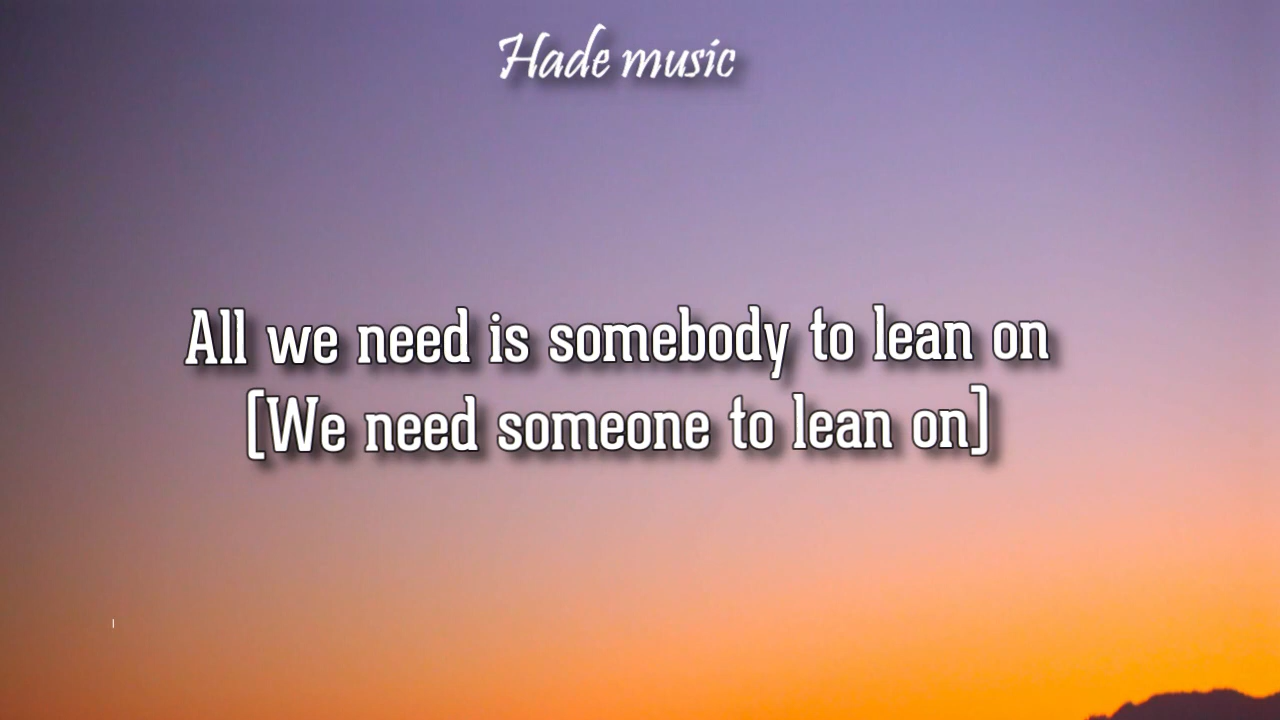 Hade music
All we need is somebody to lean on
[We need someone to lean on]